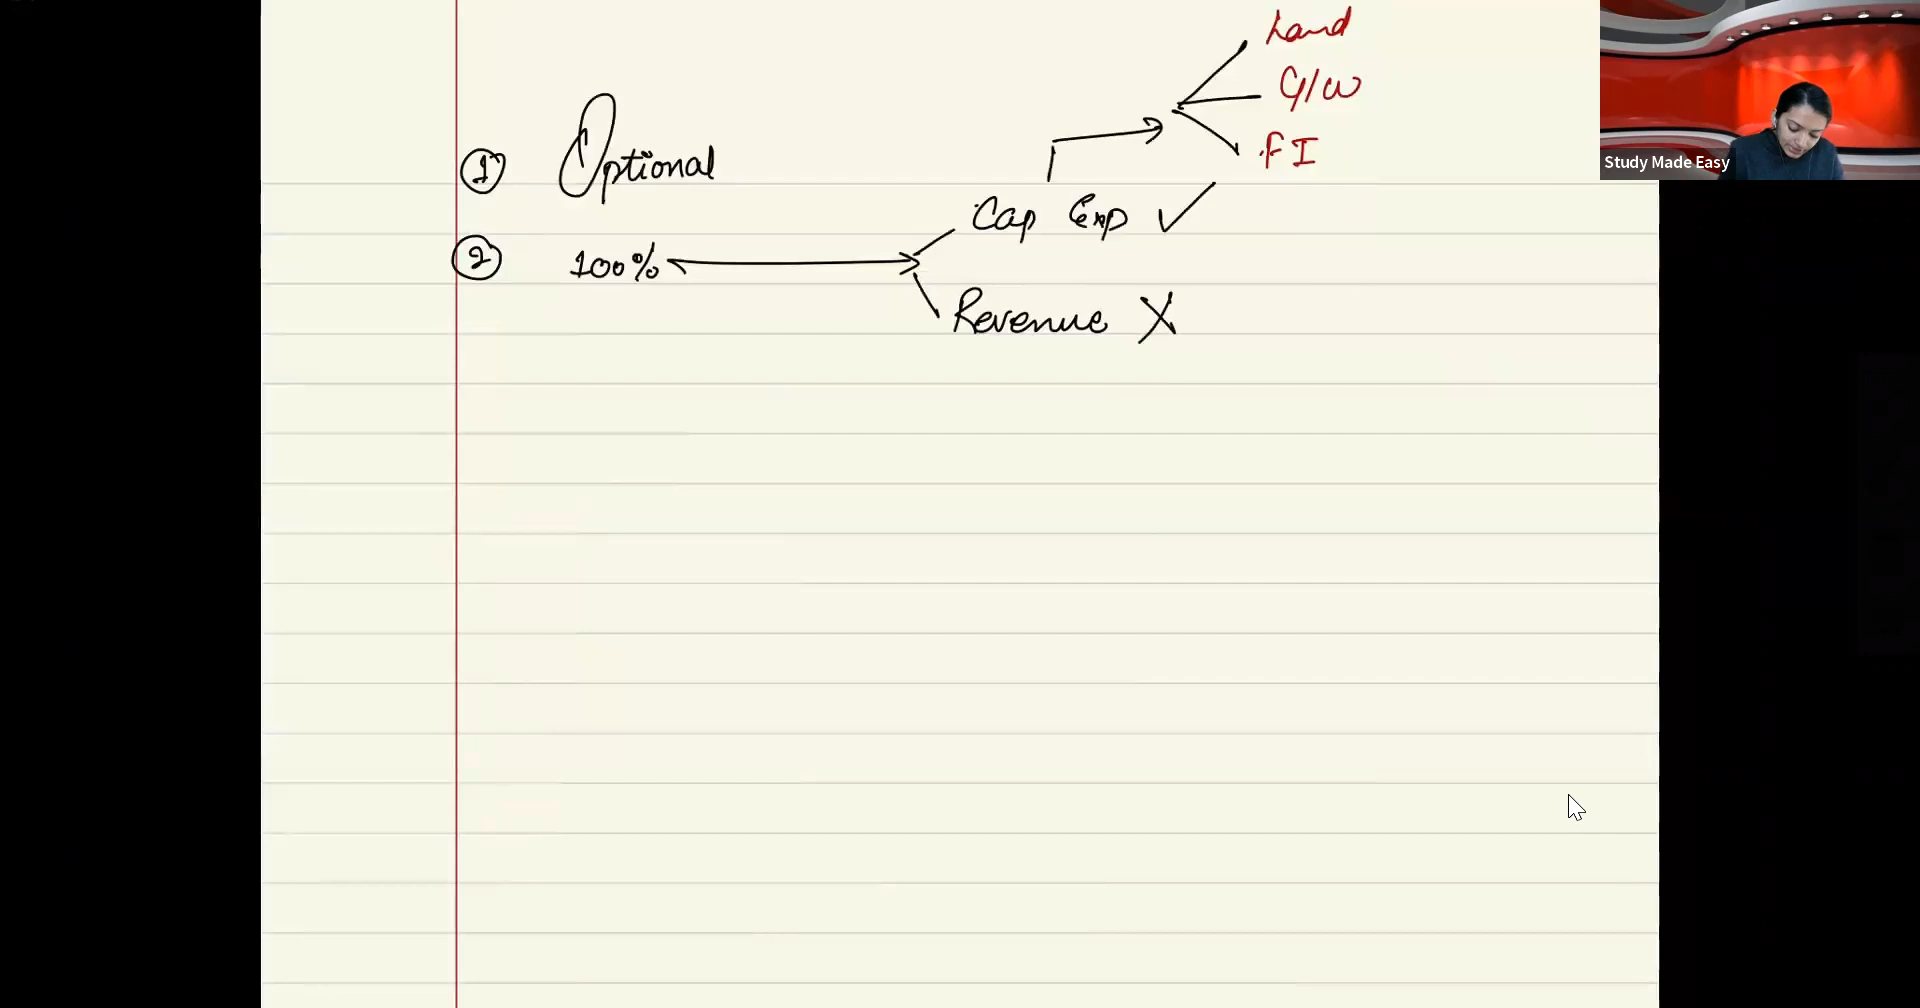 Land
G/W
FI
Study Made Easy
① Optional
Cap Exp ✓
② 100%
Revenue X